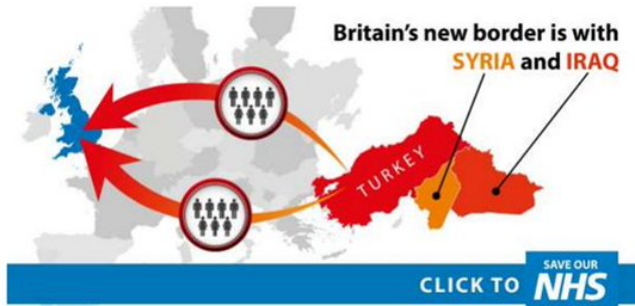 Britain's new border is with
SYRIA and IRAQ
TURKEY
CLICK TO
SAVE OUR
NHS